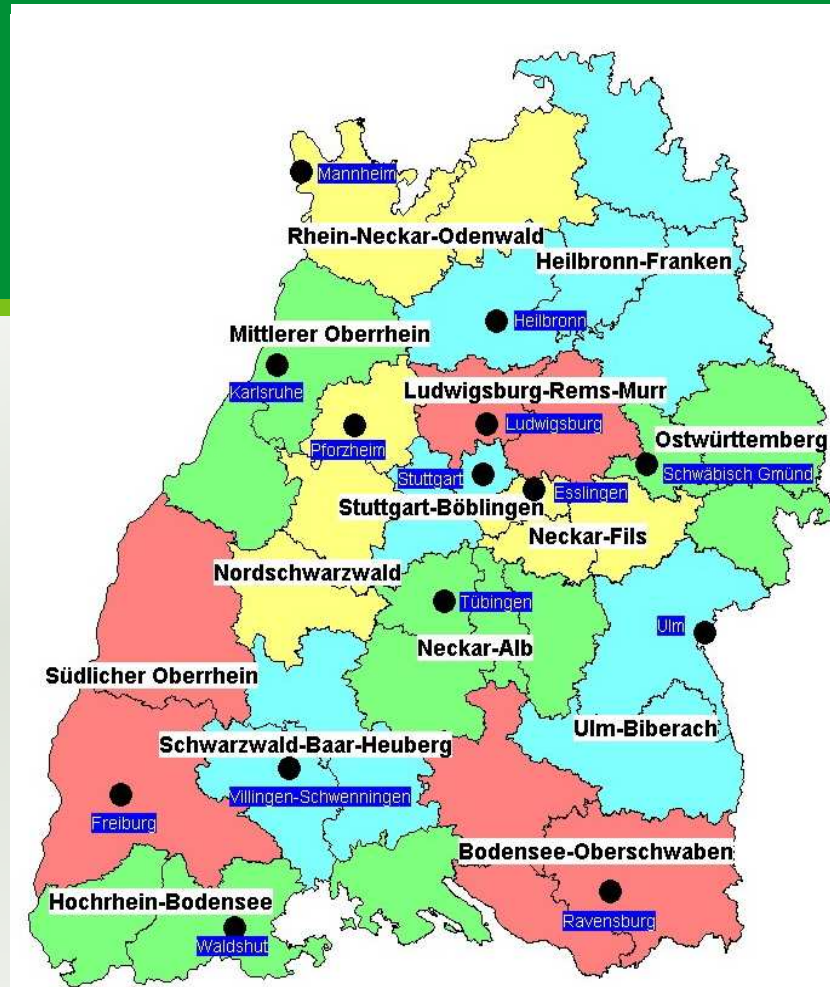 Mannheim
Rhein-Neckar-Odenwald
Heilbronn-Franken
Heilbronn
Mittlerer Oberrhein
Karlsruhe
Ludwigsburg-Rems-Murr
Ludwigsburg
Pforzheim
Ostwürttemberg
Stuttgart
Schwäbisch Gmünd
Esslingen
Stuttgart-Böblingen
Neckar-Fils
Nordschwarzwald
Tübingen
Ulm
Neckar-Alb
Südlicher Oberrhein
Ulm-Biberach
Schwarzwald-Baar-Heuberg
Villingen-Schwenningen
Freiburg
Bodensee-Oberschwaben
Hochrhein-Bodensee
Ravensburg
Waldshut